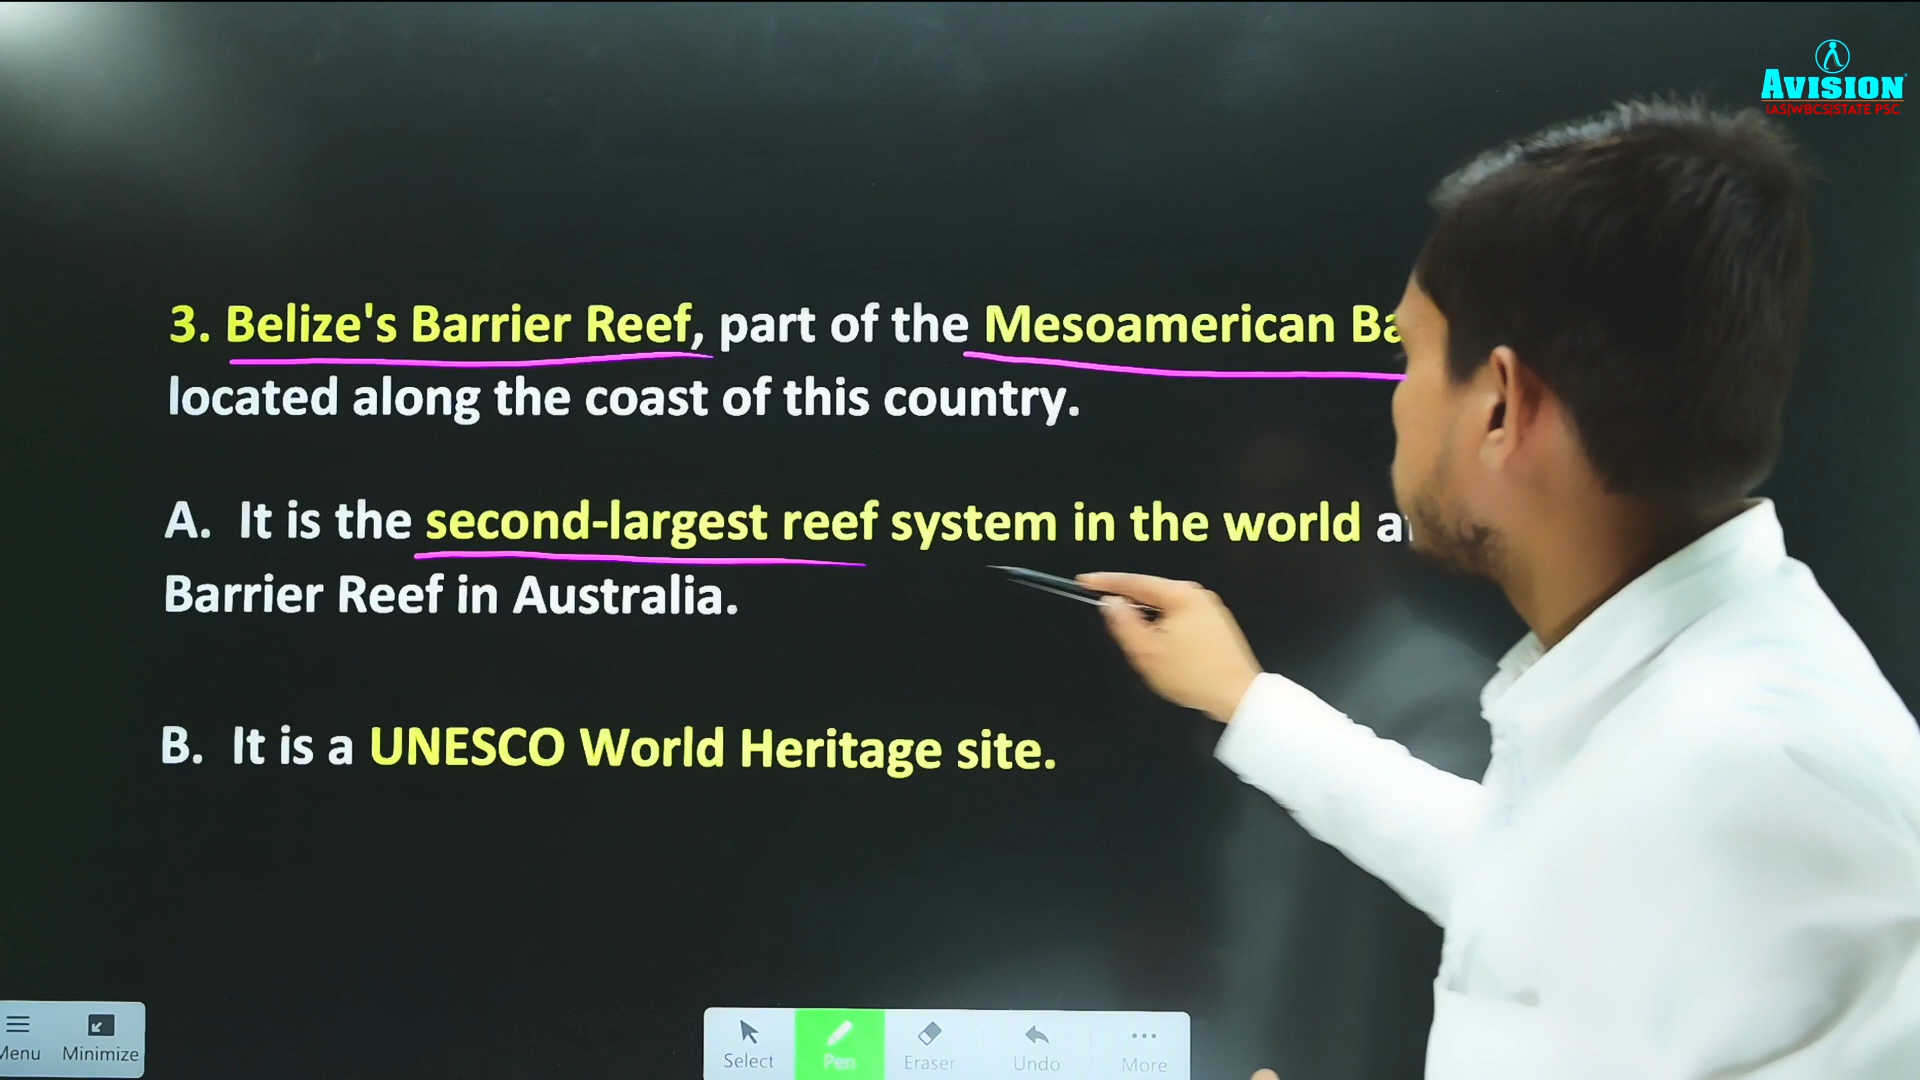 AVISION
IAS|WBCS|STATE PSC
3. Belize's Barrier Reef, part of the Mesoamerican
located along the coast of this country.
A. It is the second-largest reef system in the world
Barrier Reef in Australia.
B. It is a UNESCO World Heritage site.
Menu
Minimize
Select
Pen
Eraser
Undo
More